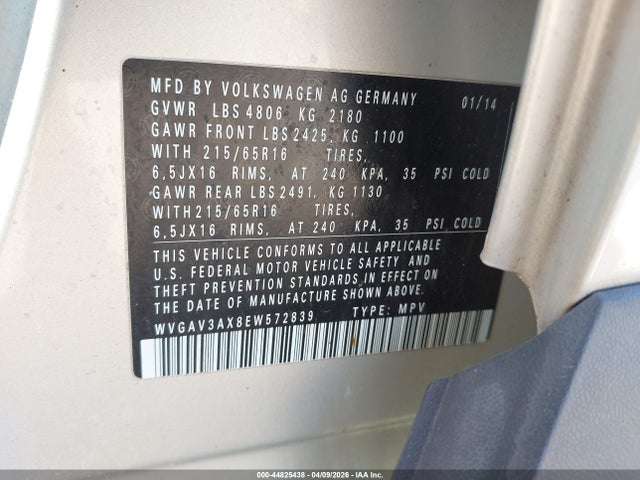 MFD BY VOLKSWAGEN AG GERMANY 01/14
GVWR LBS 4806 KG 2180
GAWR FRONT LBS 2425, KG 1100
WITH 215/65R16 TIRES,
6,5JX16 RIMS, AT 240 KPA, 35 PSI COLD
GAWR REAR LBS 2491, KG 1130
WITH 215/65R16 TIRES,
6,5JX16 RIMS, AT 240 KPA, 35 PSI COLD
THIS VEHICLE CONFORMS TO ALL APPLICABLE
U.S. FEDERAL MOTOR VEHICLE SAFETY AND
THEFT PREVENTION STANDARDS IN EFFECT ON
THE DATE OF MANUFACTURE SHOWN ABOVE.
WVGAV3AX8EW572839 TYPE: MPV
000-44825438 - 04/09/2026 - IAA Inc.